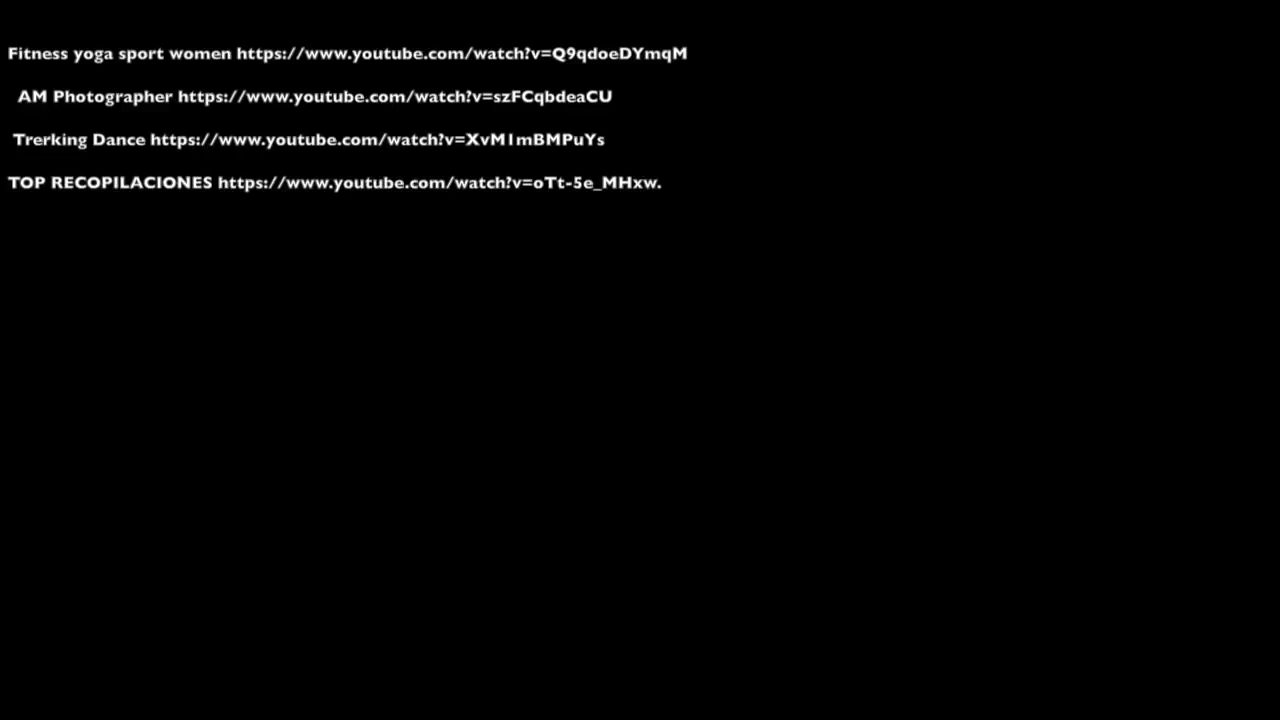 Fitness yoga sport women https://www.youtube.com/watch?v=Q9qdoeDYmqM
AM Photographer https://www.youtube.com/watch?v=szFCqbdeaCU
Trerking Dance https://www.youtube.com/watch?v=XvM1mBMPuYs
TOP RECOPILACIONES https://www.youtube.com/watch?v=oTt-5e_MHxw.